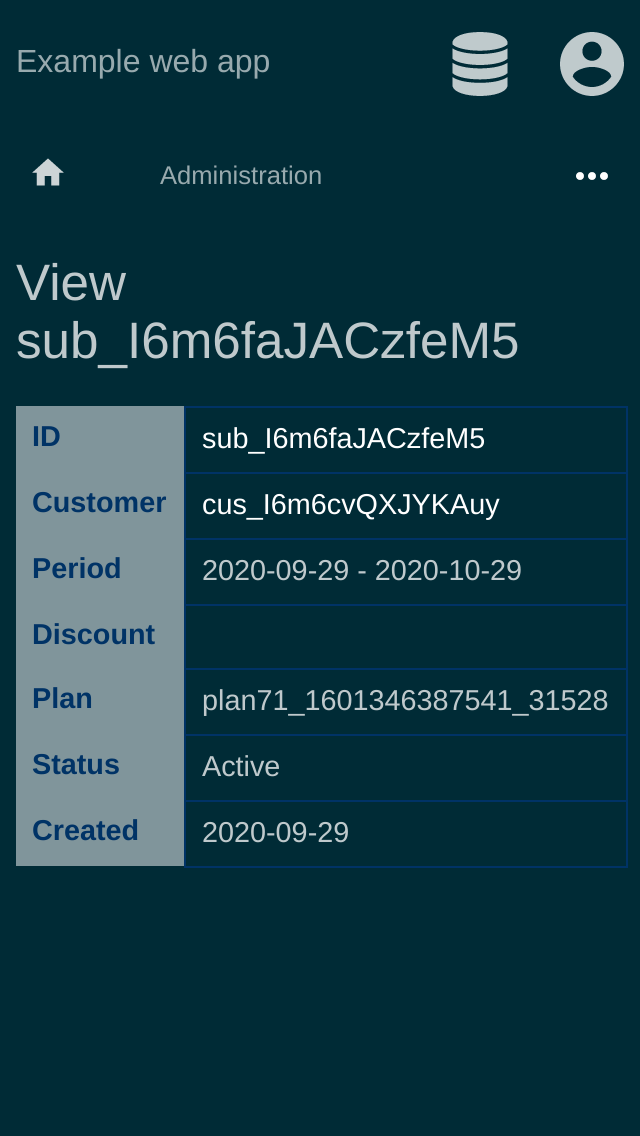 Example web app
Administration
View
sub_I6m6faJACzfeM5
ID sub_I6m6faJACzfeM5
Customer cus_I6m6cvQXJYKAuy
Period 2020-09-29 - 2020-10-29
Discount
Plan plan71_1601346387541_31528
Status Active
Created 2020-09-29